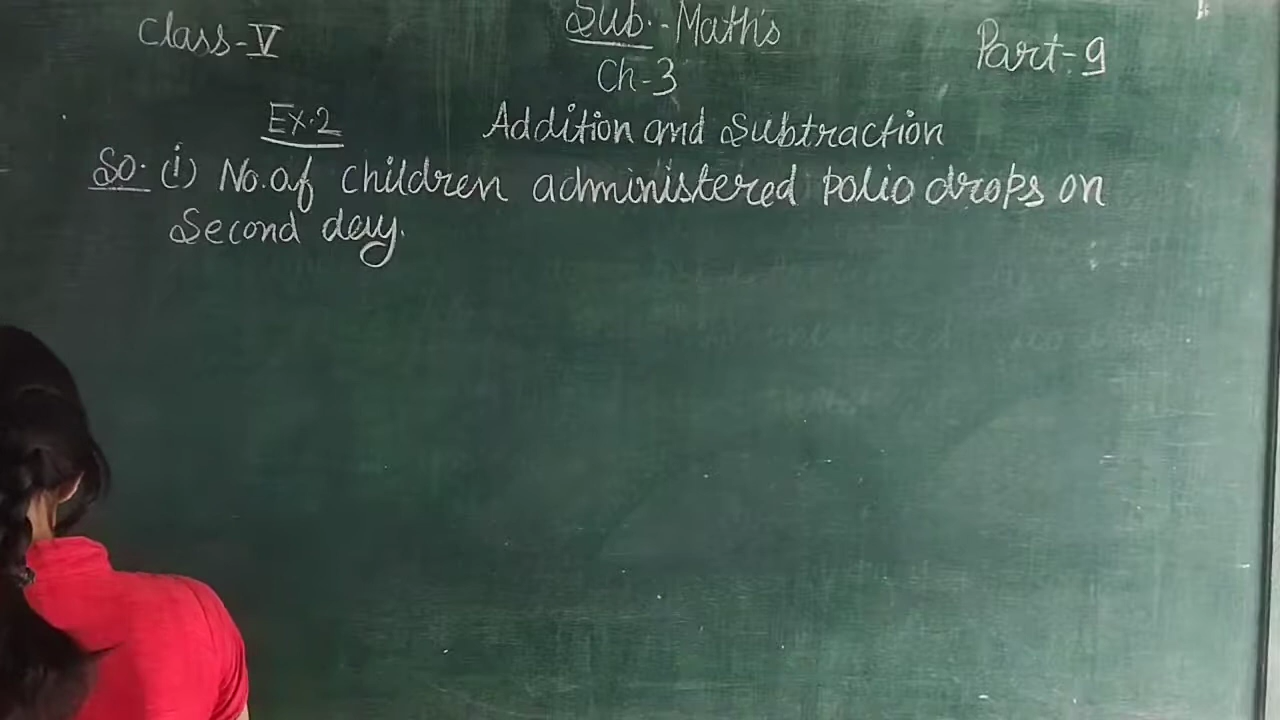 Class-V Sub.-Math's Part-9
Ch-3
Ex.2 Addition and Subtraction
So. (i) No.of children administered polio drops on
Second day.